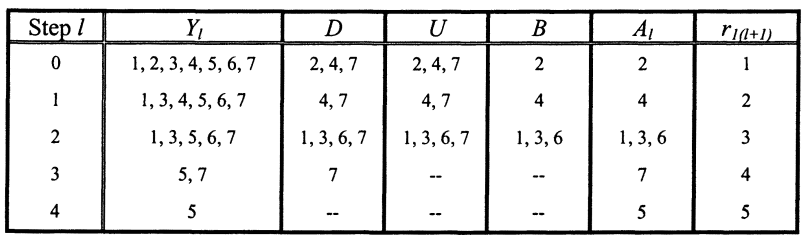 Step l Y_l D U B A_l r_{1(l+1)}
0 1, 2, 3, 4, 5, 6, 7 2, 4, 7 2, 4, 7 2 2 1
1 1, 3, 4, 5, 6, 7 4, 7 4, 7 4 4 2
2 1, 3, 5, 6, 7 1, 3, 6, 7 1, 3, 6, 7 1, 3, 6 1, 3, 6 3
3 5, 7 7 -- -- 7 4
4 5 -- -- -- 5 5